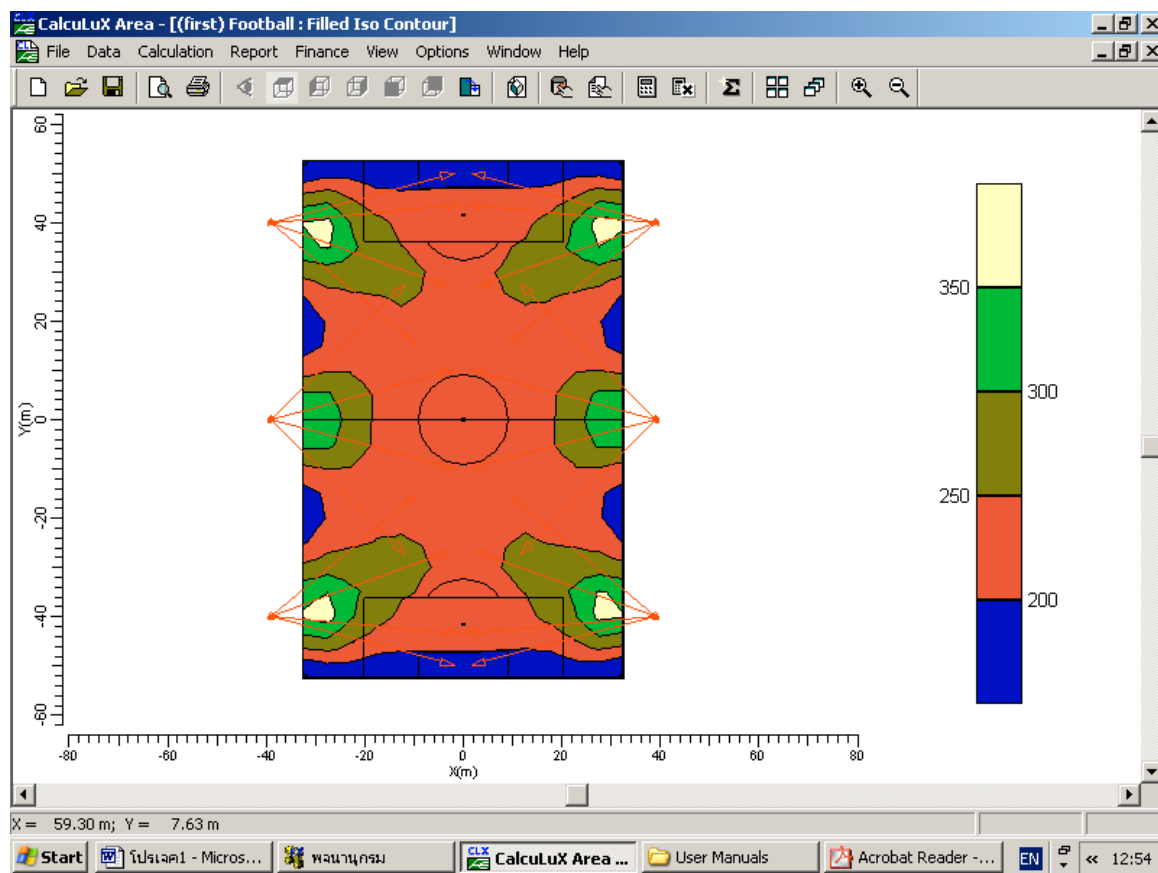 CalcuLuX Area - [(first) Football : Filled Iso Contour]
File Data Calculation Report Finance View Options Window Help
60
40
20
0
-20
-40
-60
Y(m)
-80 -60 -40 -20 0 20 40 60 80
X(m)
350
300
250
200
X = 59.30 m; Y = 7.63 m
Start โปรเจค1 - Micros... พจนานุกรม CalcuLuX Area ... User Manuals Acrobat Reader -... EN « 12:54